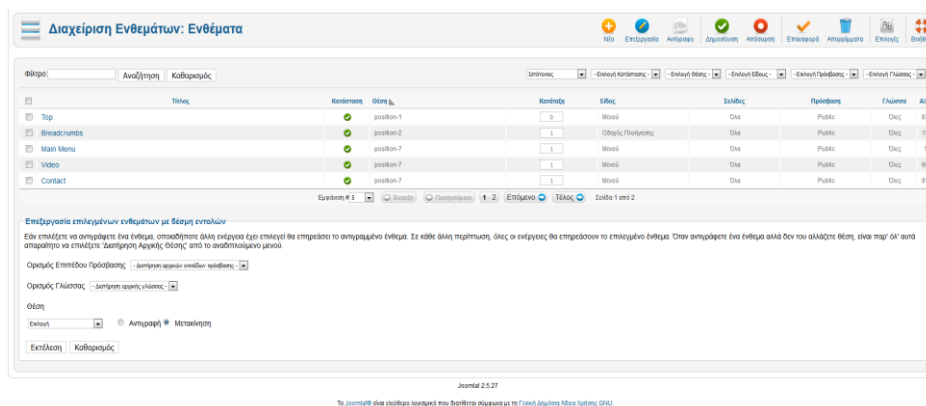 Διαχείριση Ενθεμάτων: Ενθέματα
Νέο Επεξεργασία Αντίγραφο Δημοσίευση Απόσυρση Επαναφορά Απορρίμματα Επιλογές
Φίλτρο: Αναζήτηση Καθαρισμός Ιστότοπος - Επιλογή Κατάστασης - - Επιλογή Θέσης - - Επιλογή Είδους - - Επιλογή Πρόσβασης - - Επιλογή Γλώσσας -
Τίτλος Κατάσταση Θέση Κατάταξη Είδος Σελίδες Πρόσβαση Γλώσσα
Top position-1 0 Μενού Όλα Public Όλες
Breadcrumbs position-2 1 Οδηγός Πλοήγησης Όλα Public Όλες
Main Menu position-7 1 Μενού Όλα Public Όλες
Video position-7 1 Μενού Όλα Public Όλες
Contact position-7 1 Μενού Όλα Public Όλες
Εμφάνιση # 5 Έναρξη Προηγούμενο 1 2 Επόμενο Τέλος Σελίδα 1 από 2
Επεξεργασία επιλεγμένων ενθεμάτων με δέσμη εντολών
Εάν επιλέξετε να αντιγράφετε ένα ένθεμα, οποιαδήποτε άλλη ενέργεια έχει επιλεγεί θα επηρεάσει το αντιγραμμένο ένθεμα. Σε κάθε άλλη περίπτωση, όλες οι ενέργειες θα επηρεάσουν το επιλεγμένο ένθεμα. Όταν αντιγράφετε ένα ένθεμα αλλά δεν του αλλάζετε θέση, είναι παρ' όλ' αυτά
απαραίτητο να επιλέξετε 'Διατήρηση Αρχικής Θέσης' από το αναδιπλούμενο μενού.
Ορισμός Επιπέδου Πρόσβασης - Διατήρηση αρχικών επιπέδων πρόσβασης -
Ορισμός Γλώσσας - Διατήρηση αρχικής γλώσσας -
Θέση
Επιλογή Αντιγραφή Μετακίνηση
Εκτέλεση Καθαρισμός
Joomla! 2.5.27
Το Joomla!® είναι ελεύθερο λογισμικό που διατίθεται σύμφωνα με τη Γενική Δημόσια Άδεια Χρήσης GNU.